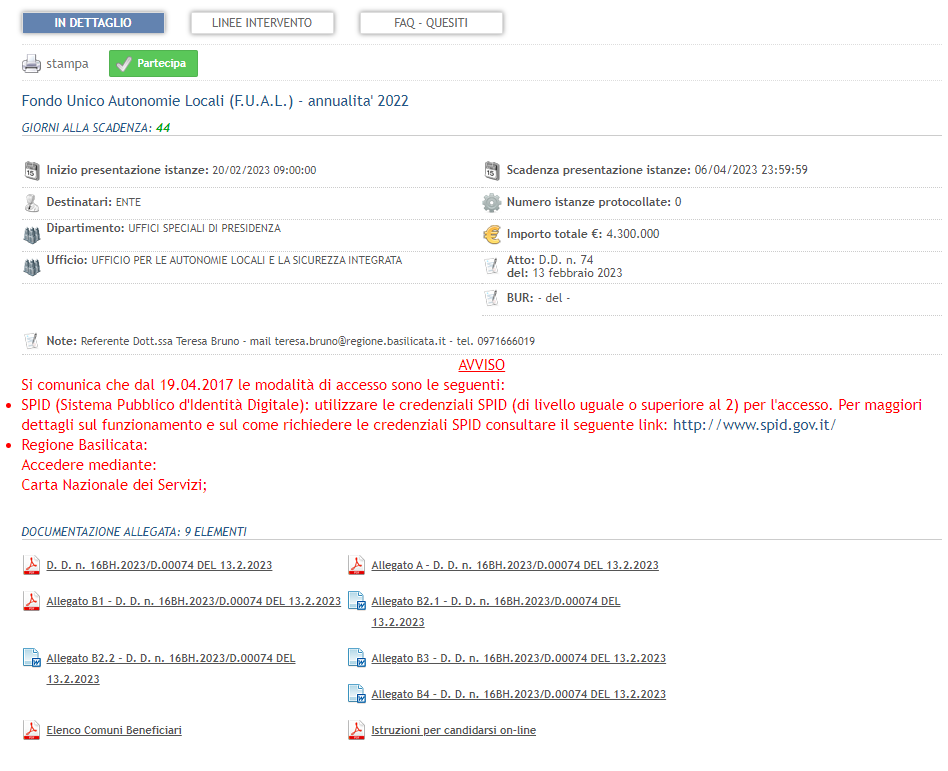 IN DETTAGLIO
LINEE INTERVENTO
FAQ - QUESITI
stampa
Partecipa
Fondo Unico Autonomie Locali (F.U.A.L.) - annualita' 2022
GIORNI ALLA SCADENZA: 44
Inizio presentazione istanze: 20/02/2023 09:00:00
Scadenza presentazione istanze: 06/04/2023 23:59:59
Destinatari: ENTE
Numero istanze protocollate: 0
Dipartimento: UFFICI SPECIALI DI PRESIDENZA
Importo totale €: 4.300.000
Ufficio: UFFICIO PER LE AUTONOMIE LOCALI E LA SICUREZZA INTEGRATA
Atto: D.D. n. 74
del: 13 febbraio 2023
BUR: - del -
Note: Referente Dott.ssa Teresa Bruno - mail teresa.bruno@regione.basilicata.it - tel. 0971666019
AVVISO
Si comunica che dal 19.04.2017 le modalità di accesso sono le seguenti:
• SPID (Sistema Pubblico d'Identità Digitale): utilizzare le credenziali SPID (di livello uguale o superiore al 2) per l'accesso. Per maggiori
dettagli sul funzionamento e sul come richiedere le credenziali SPID consultare il seguente link: http://www.spid.gov.it/
• Regione Basilicata:
Accedere mediante:
Carta Nazionale dei Servizi;
DOCUMENTAZIONE ALLEGATA: 9 ELEMENTI
D. D. n. 16BH.2023/D.00074 DEL 13.2.2023
Allegato A - D. D. n. 16BH.2023/D.00074 DEL 13.2.2023
Allegato B1 - D. D. n. 16BH.2023/D.00074 DEL 13.2.2023
Allegato B2.1 - D. D. n. 16BH.2023/D.00074 DEL
13.2.2023
Allegato B2.2 - D. D. n. 16BH.2023/D.00074 DEL
13.2.2023
Allegato B3 - D. D. n. 16BH.2023/D.00074 DEL 13.2.2023
Allegato B4 - D. D. n. 16BH.2023/D.00074 DEL 13.2.2023
Elenco Comuni Beneficiari
Istruzioni per candidarsi on-line